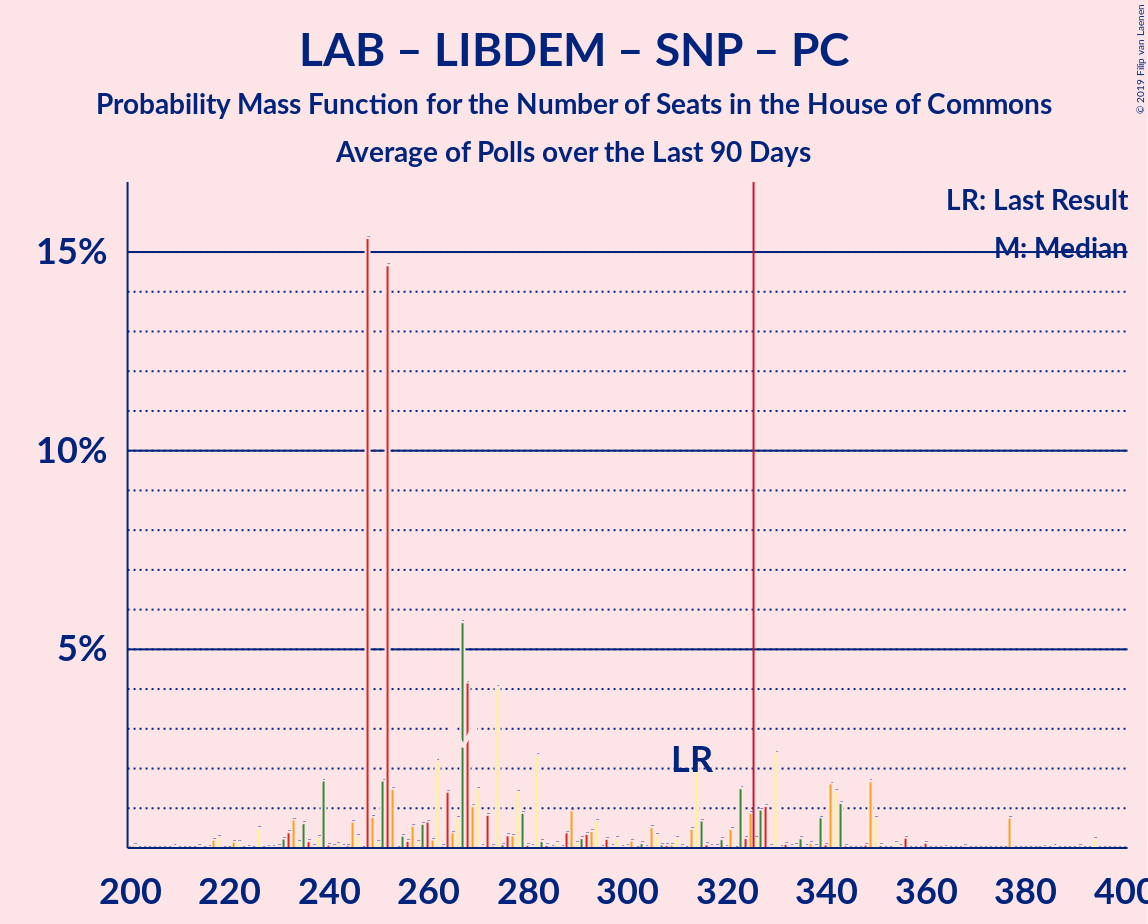 LAB – LIBDEM – SNP – PC
Probability Mass Function for the Number of Seats in the House of Commons
Average of Polls over the Last 90 Days
© 2019 Filip van Laenen
LR: Last Result
M: Median
15%
10%
5%
LR
200 220 240 260 280 300 320 340 360 380 400